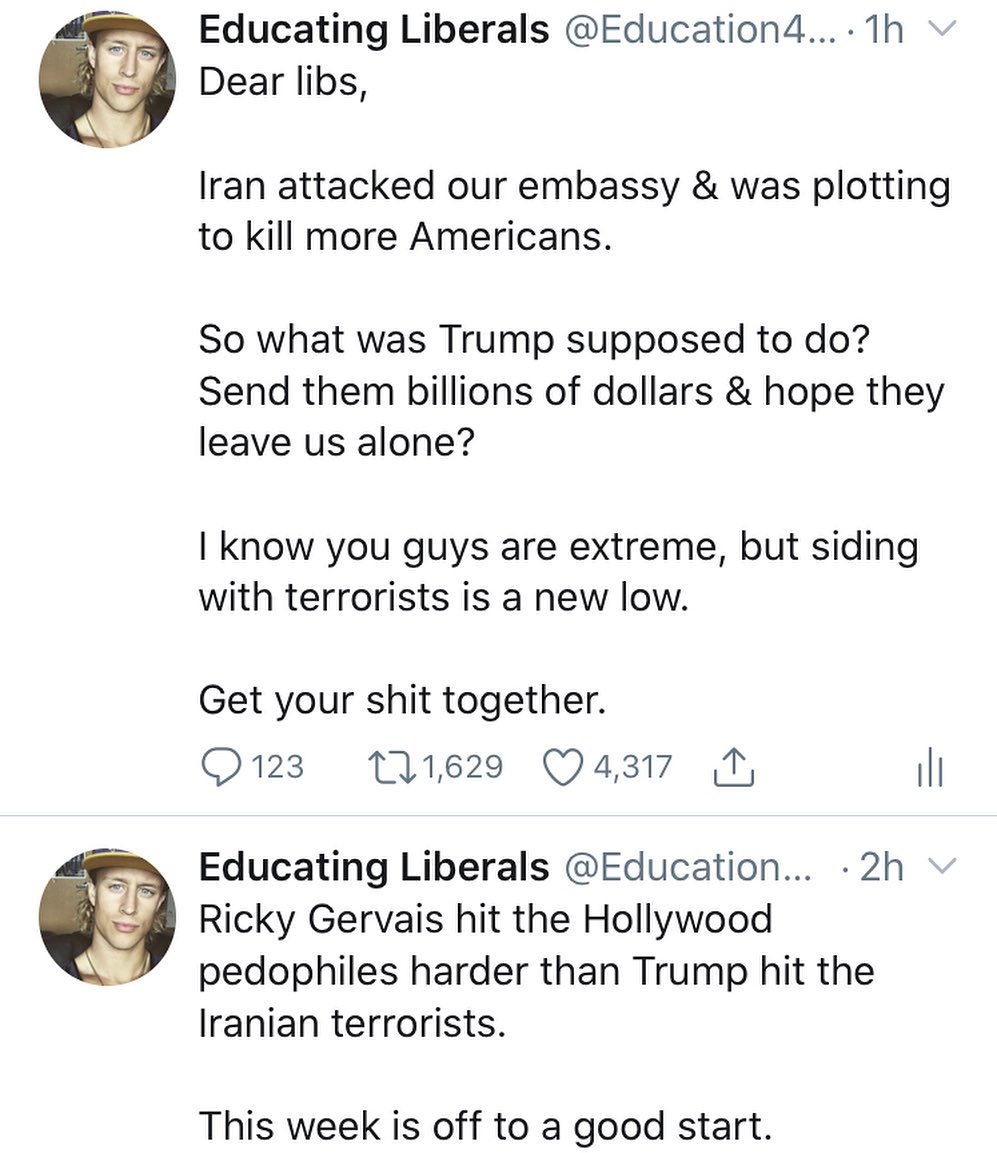 Educating Liberals @Education4... · 1h
Dear libs,
Iran attacked our embassy & was plotting
to kill more Americans.
So what was Trump supposed to do?
Send them billions of dollars & hope they
leave us alone?
I know you guys are extreme, but siding
with terrorists is a new low.
Get your shit together.
123 1,629 4,317
Educating Liberals @Education... · 2h
Ricky Gervais hit the Hollywood
pedophiles harder than Trump hit the
Iranian terrorists.
This week is off to a good start.